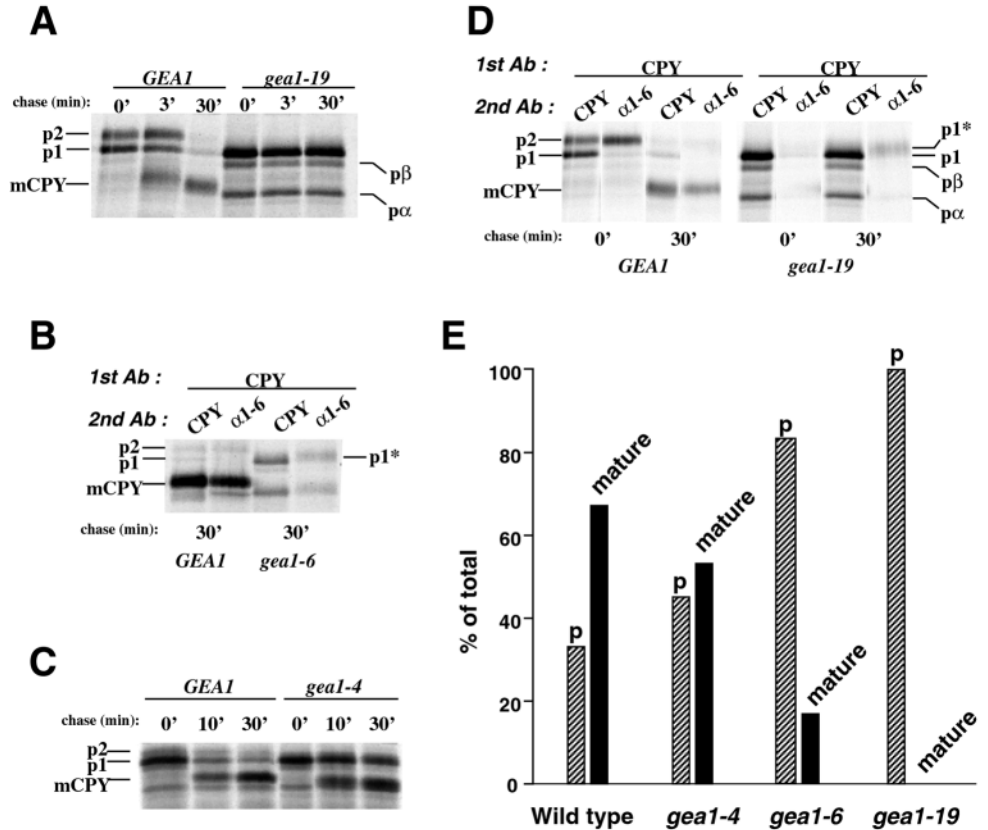 A
GEA1 gea1-19
chase (min): 0’ 3’ 30’ 0’ 3’ 30’
p2
p1
mCPY
pβ
pα
B
1st Ab : CPY
2nd Ab : CPY α1-6 CPY α1-6
p2
p1
mCPY
p1*
chase (min): 30’ 30’
GEA1 gea1-6
C
GEA1 gea1-4
chase (min): 0’ 10’ 30’ 0’ 10’ 30’
p2
p1
mCPY
D
1st Ab : CPY CPY
2nd Ab : CPY α1-6 CPY α1-6 CPY α1-6 CPY α1-6
p2
p1
mCPY
p1*
p1
pβ
pα
chase (min): 0’ 30’ 0’ 30’
GEA1 gea1-19
E
% of total
100
80
60
40
20
0
p mature
p mature
p mature
p mature
Wild type gea1-4 gea1-6 gea1-19